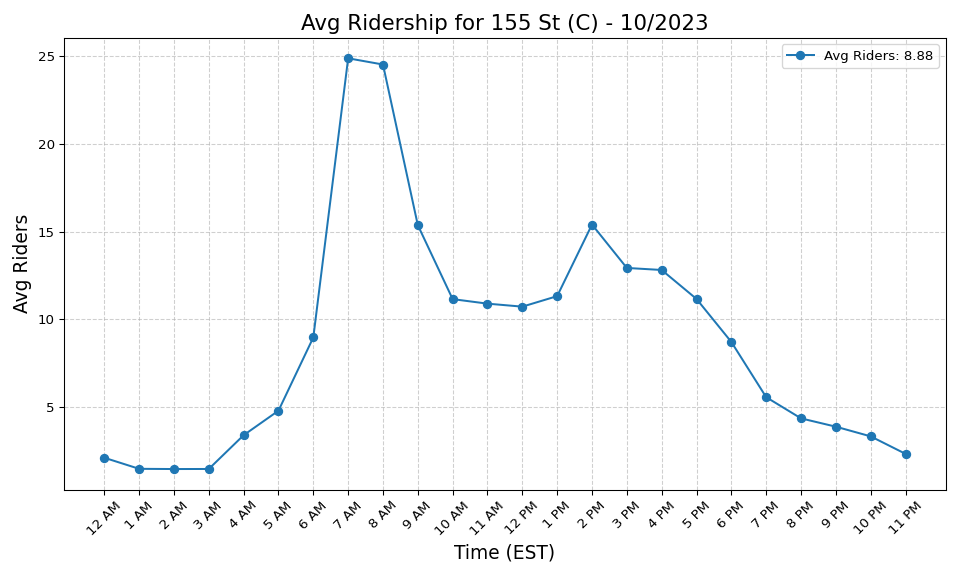 Avg Ridership for 155 St (C) - 10/2023
Avg Riders: 8.88
Avg Riders
25
20
15
10
5
12 AM
1 AM
2 AM
3 AM
4 AM
5 AM
6 AM
7 AM
8 AM
9 AM
10 AM
11 AM
12 PM
1 PM
2 PM
3 PM
4 PM
5 PM
6 PM
7 PM
8 PM
9 PM
10 PM
11 PM
Time (EST)